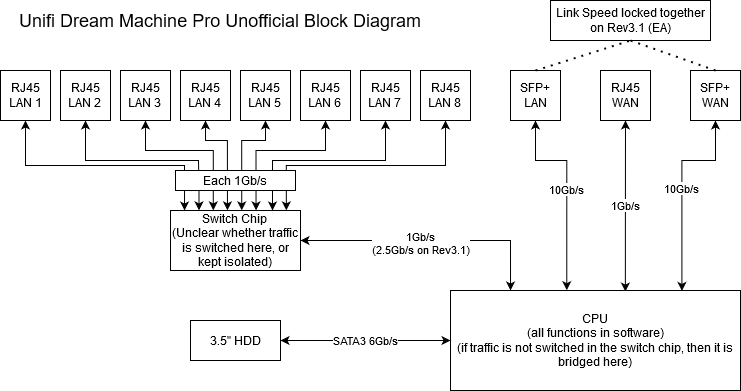 Unifi Dream Machine Pro Unofficial Block Diagram
Link Speed locked together
on Rev3.1 (EA)
RJ45
LAN 1
RJ45
LAN 2
RJ45
LAN 3
RJ45
LAN 4
RJ45
LAN 5
RJ45
LAN 6
RJ45
LAN 7
RJ45
LAN 8
SFP+
LAN
RJ45
WAN
SFP+
WAN
Each 1Gb/s
10Gb/s
1Gb/s
10Gb/s
Switch Chip
(Unclear whether traffic
is switched here, or
kept isolated)
1Gb/s
(2.5Gb/s on Rev3.1)
3.5" HDD
SATA3 6Gb/s
CPU
(all functions in software)
(if traffic is not switched in the switch chip, then it is
bridged here)